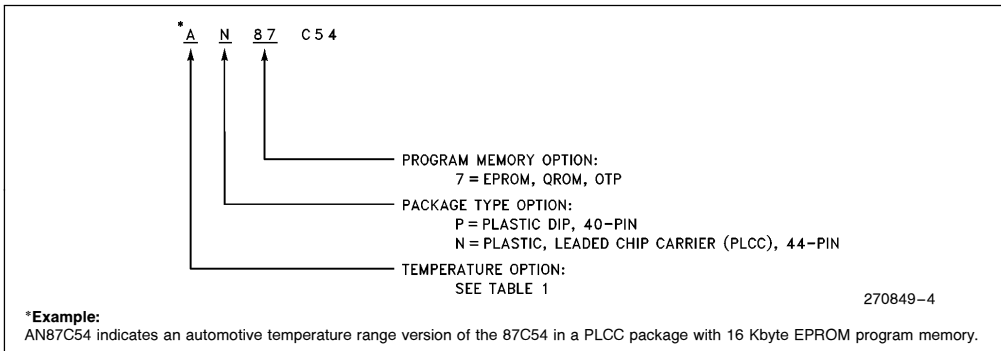 *A N 87 C54
PROGRAM MEMORY OPTION:
7 = EPROM, QROM, OTP
PACKAGE TYPE OPTION:
P = PLASTIC DIP, 40-PIN
N = PLASTIC, LEADED CHIP CARRIER (PLCC), 44-PIN
TEMPERATURE OPTION:
SEE TABLE 1
270849-4
*Example:
AN87C54 indicates an automotive temperature range version of the 87C54 in a PLCC package with 16 Kbyte EPROM program memory.